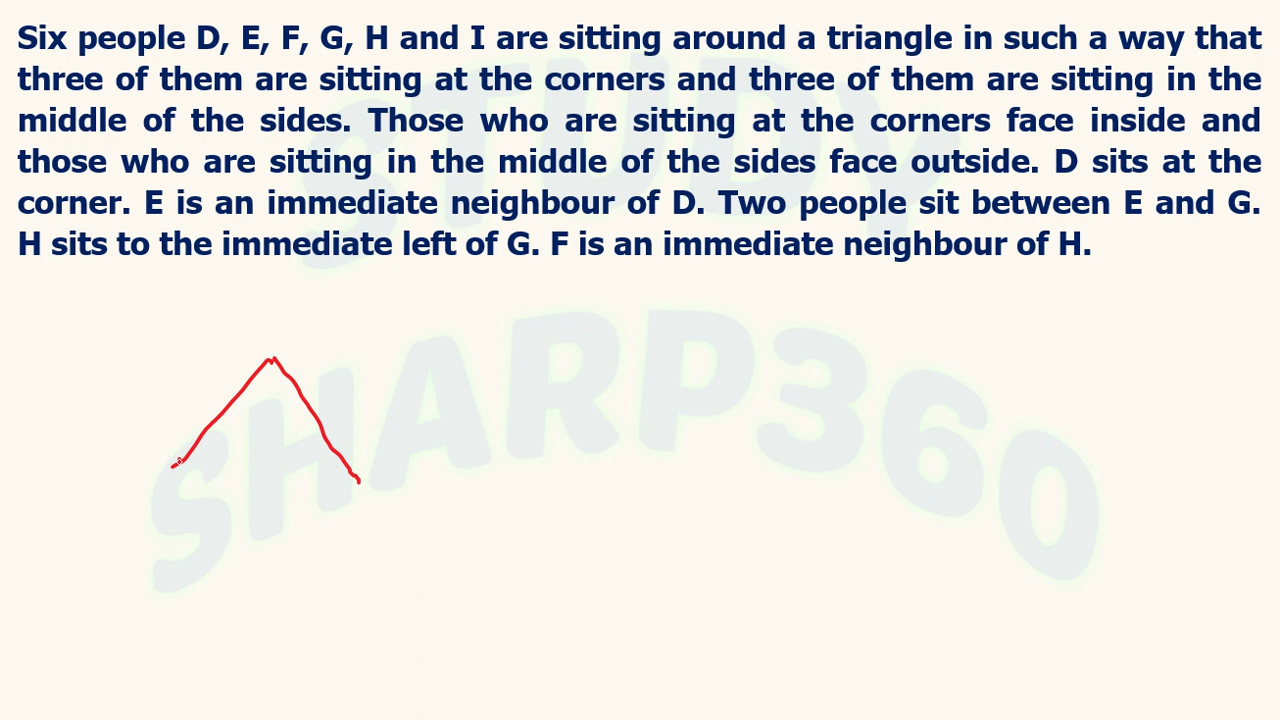 Six people D, E, F, G, H and I are sitting around a triangle in such a way that
three of them are sitting at the corners and three of them are sitting in the
middle of the sides. Those who are sitting at the corners face inside and
those who are sitting in the middle of the sides face outside. D sits at the
corner. E is an immediate neighbour of D. Two people sit between E and G.
H sits to the immediate left of G. F is an immediate neighbour of H.
STUDY
SHARP360